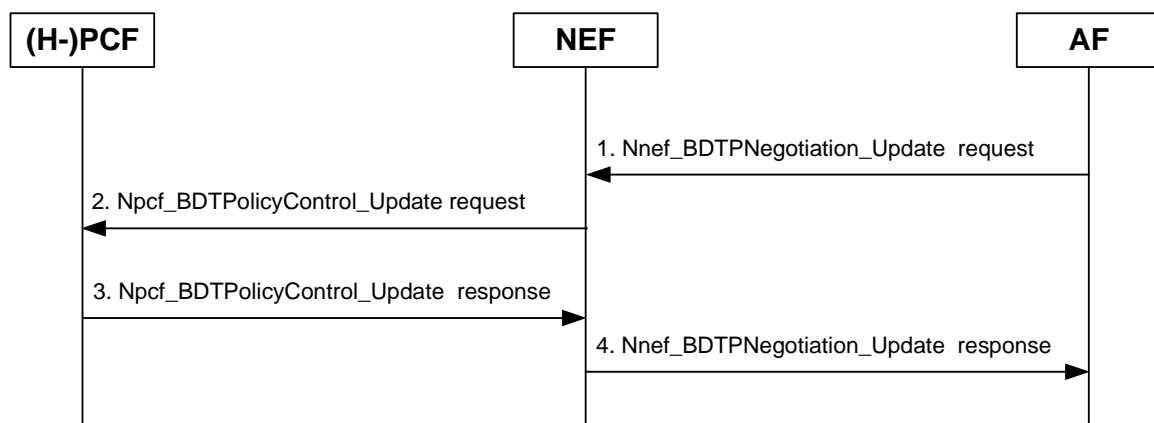 (H-)PCF
NEF
AF
1. Nnef_BDTPNegotiation_Update request
2. Npcf_BDTPolicyControl_Update request
3. Npcf_BDTPolicyControl_Update response
4. Nnef_BDTPNegotiation_Update response